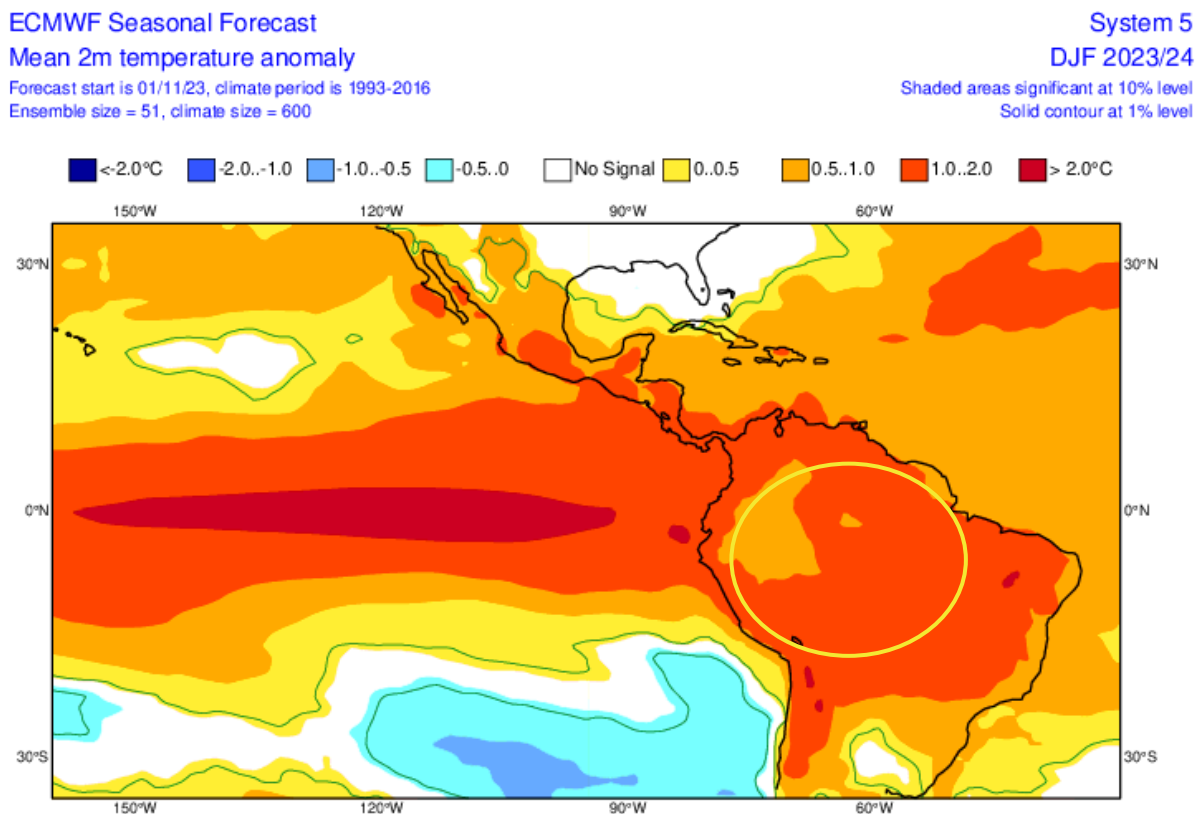 ECMWF Seasonal Forecast
System 5
Mean 2m temperature anomaly
DJF 2023/24
Forecast start is 01/11/23, climate period is 1993-2016
Shaded areas significant at 10% level
Ensemble size = 51, climate size = 600
Solid contour at 1% level
<-2.0°C
-2.0..-1.0
-1.0..-0.5
-0.5..0
No Signal
0..0.5
0.5..1.0
1.0..2.0
> 2.0°C
150°W 120°W 90°W 60°W
30°N 30°N
0°N 0°N
30°S 30°S
150°W 120°W 90°W 60°W